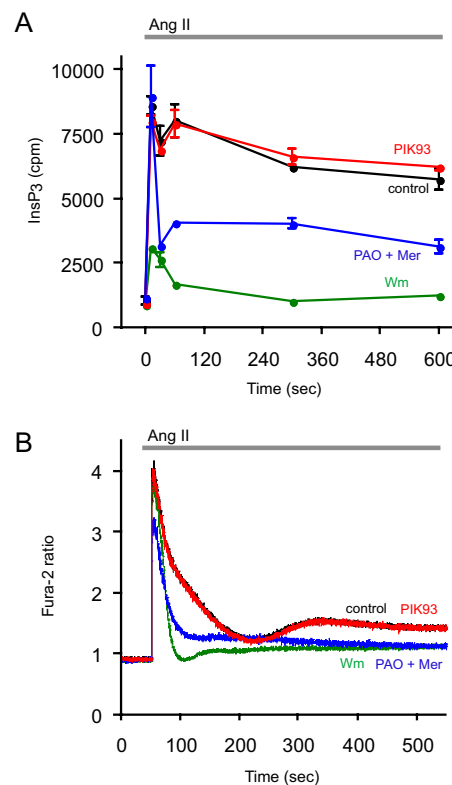 A
Ang II
10000
7500
5000
2500
0
InsP3 (cpm)
PIK93
control
PAO + Mer
Wm
0 120 240 360 480 600
Time (sec)
B
Ang II
4
3
2
1
0
Fura-2 ratio
control PIK93
Wm PAO + Mer
0 100 200 300 400 500
Time (sec)